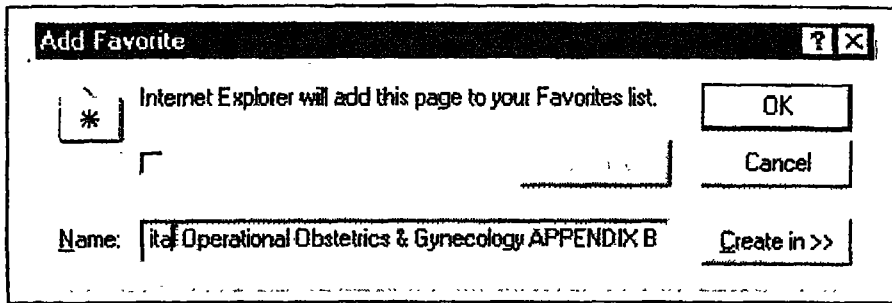 Add Favorite
Internet Explorer will add this page to your Favorites list.
OK
Cancel
Name: ital Operational Obstetrics & Gynecology APPENDIX B
Create in >>